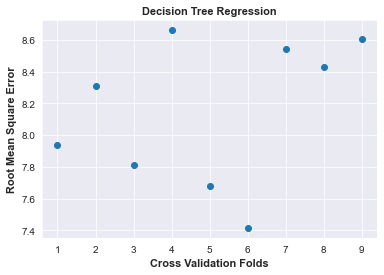 Decision Tree Regression
Root Mean Square Error
8.6
8.4
8.2
8.0
7.8
7.6
7.4
1 2 3 4 5 6 7 8 9
Cross Validation Folds